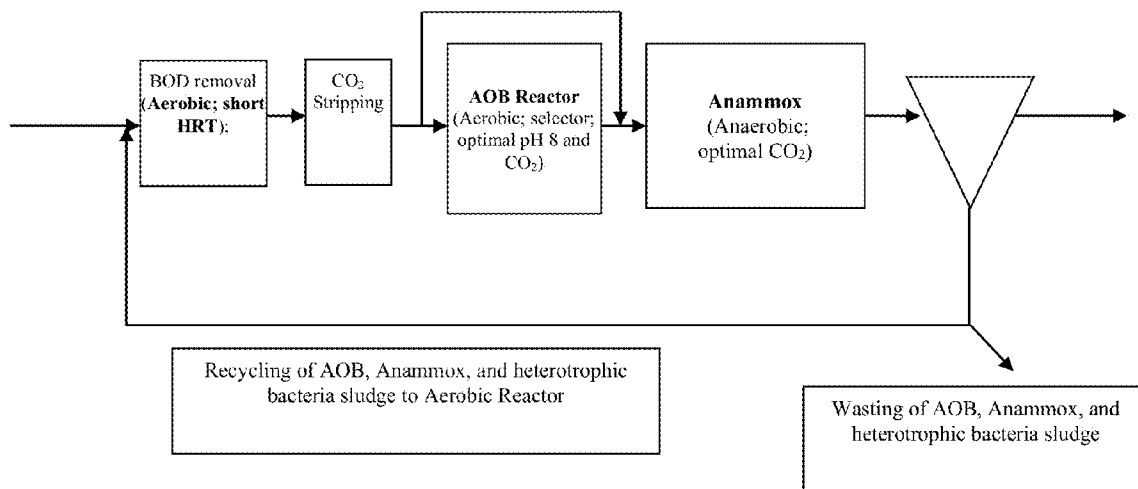 BOD removal
(Aerobic; short
HRT);
CO₂
Stripping
AOB Reactor
(Aerobic; selector;
optimal pH 8 and
CO₂)
Anammox
(Anaerobic;
optimal CO₂)
Recycling of AOB, Anammox, and heterotrophic
bacteria sludge to Aerobic Reactor
Wasting of AOB, Anammox, and
heterotrophic bacteria sludge